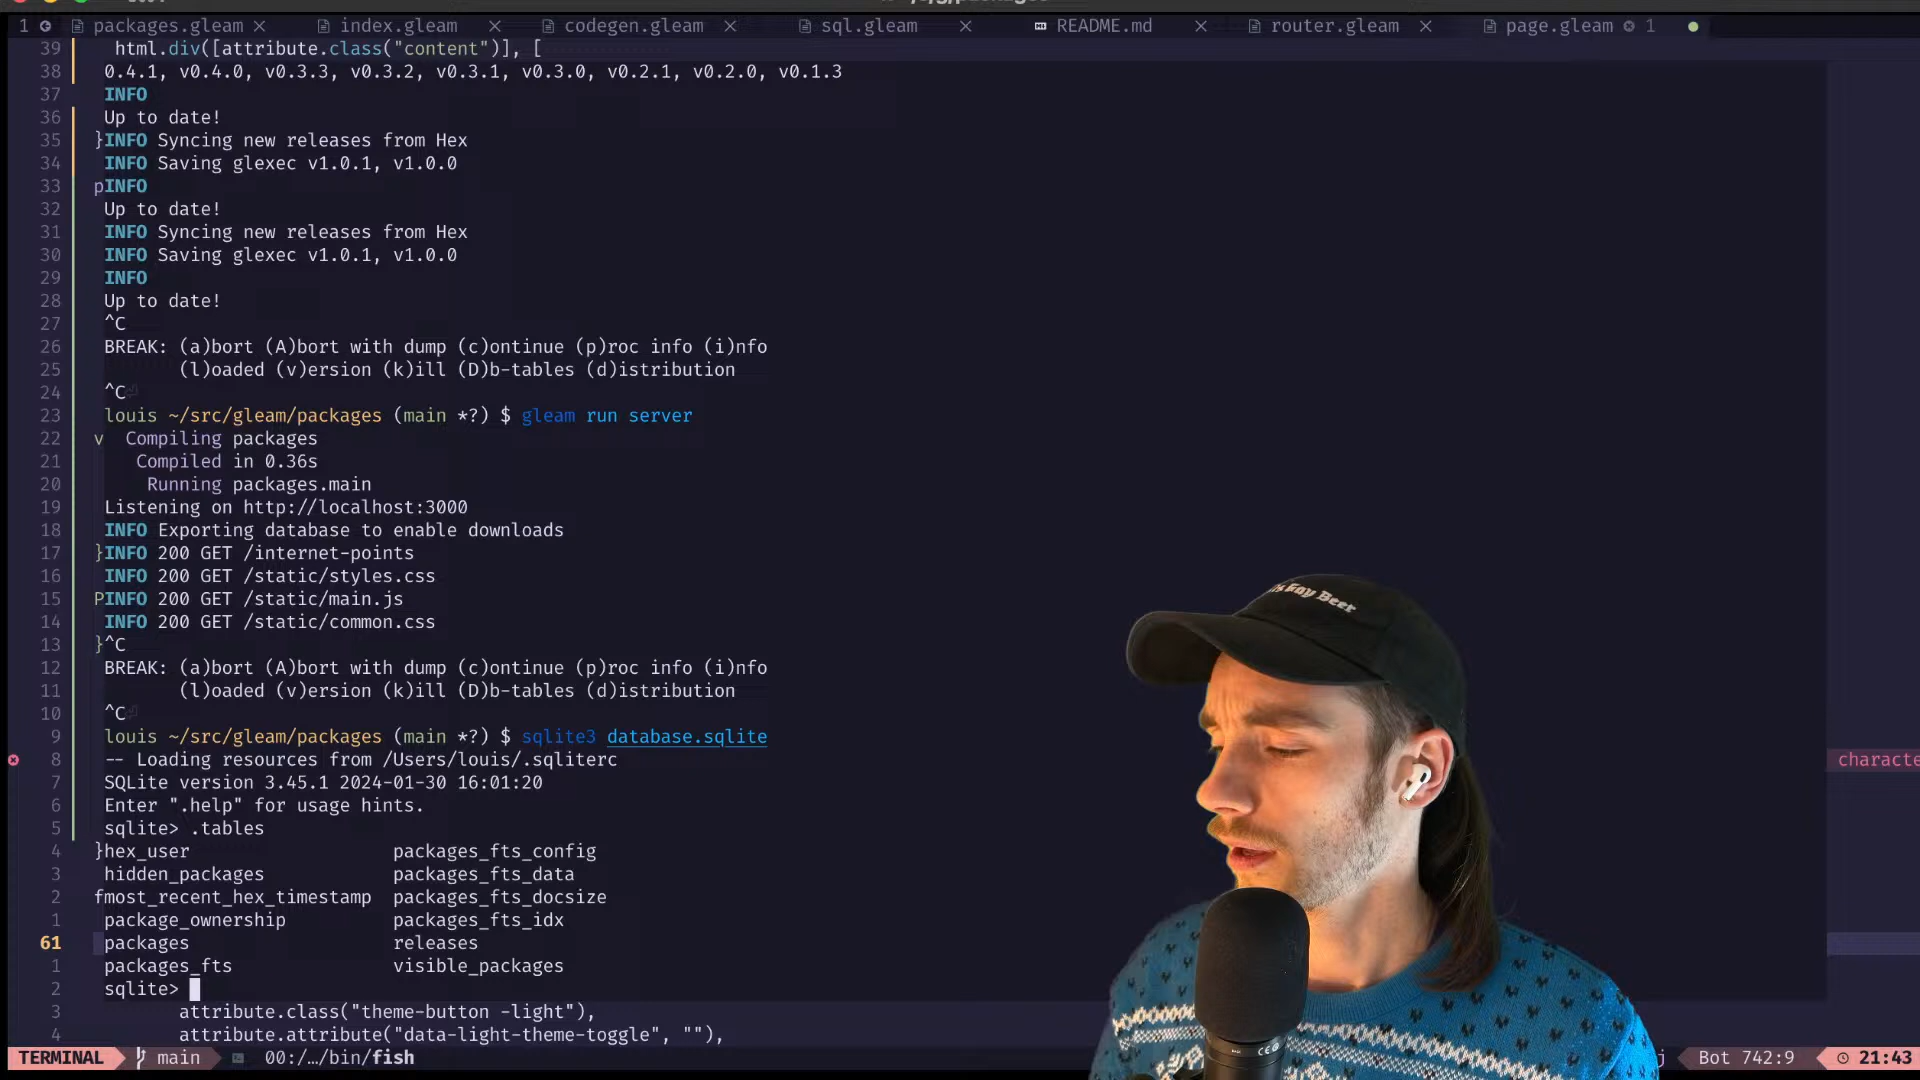 1 packages.gleam index.gleam codegen.gleam sql.gleam README.md router.gleam page.gleam 1
39 html.div([attribute.class("content")], [
38 0.4.1, v0.4.0, v0.3.3, v0.3.2, v0.3.1, v0.3.0, v0.2.1, v0.2.0, v0.1.3
37 INFO
36 Up to date!
35 }INFO Syncing new releases from Hex
34 INFO Saving glexec v1.0.1, v1.0.0
33 pINFO
32 Up to date!
31 INFO Syncing new releases from Hex
30 INFO Saving glexec v1.0.1, v1.0.0
29 INFO
28 Up to date!
27 ^C
26 BREAK: (a)bort (A)bort with dump (c)ontinue (p)roc info (i)nfo
25 (l)oaded (v)ersion (k)ill (D)b-tables (d)istribution
24 ^C⏎
23 louis ~/src/gleam/packages (main *?) $ gleam run server
22 v Compiling packages
21 Compiled in 0.36s
20 Running packages.main
19 Listening on http://localhost:3000
18 INFO Exporting database to enable downloads
17 }INFO 200 GET /internet-points
16 INFO 200 GET /static/styles.css
15 PINFO 200 GET /static/main.js
14 INFO 200 GET /static/common.css
13 }^C
12 BREAK: (a)bort (A)bort with dump (c)ontinue (p)roc info (i)nfo
11 (l)oaded (v)ersion (k)ill (D)b-tables (d)istribution
10 ^C⏎
9 louis ~/src/gleam/packages (main *?) $ sqlite3 database.sqlite
8 -- Loading resources from /Users/louis/.sqliterc characte
7 SQLite version 3.45.1 2024-01-30 16:01:20
6 Enter ".help" for usage hints.
5 sqlite> .tables
4 }hex_user packages_fts_config
3 hidden_packages packages_fts_data
2 fmost_recent_hex_timestamp packages_fts_docsize
1 package_ownership packages_fts_idx
61 packages releases
1 packages_fts visible_packages
2 sqlite>
3 attribute.class("theme-button -light"),
4 attribute.attribute("data-light-theme-toggle", ""),
TERMINAL main 00:/…/bin/fish j Bot 742:9 21:43
Gay Beer